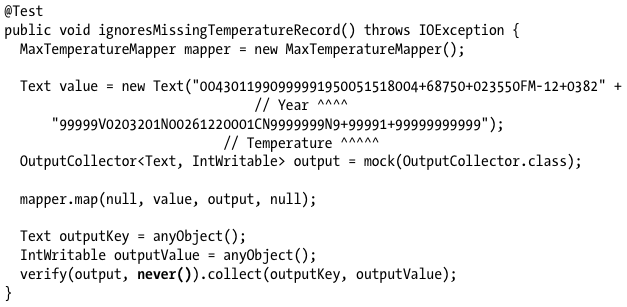 @Test
public void ignoresMissingTemperatureRecord() throws IOException {
  MaxTemperatureMapper mapper = new MaxTemperatureMapper();

  Text value = new Text("0043011990999991950051518004+68750+023550FM-12+0382" +
                                // Year ^^^^
      "99999V0203201N00261220001CN9999999N9+99991+99999999999");
                            // Temperature ^^^^^
  OutputCollector<Text, IntWritable> output = mock(OutputCollector.class);

  mapper.map(null, value, output, null);

  Text outputKey = anyObject();
  IntWritable outputValue = anyObject();
  verify(output, never()).collect(outputKey, outputValue);
}